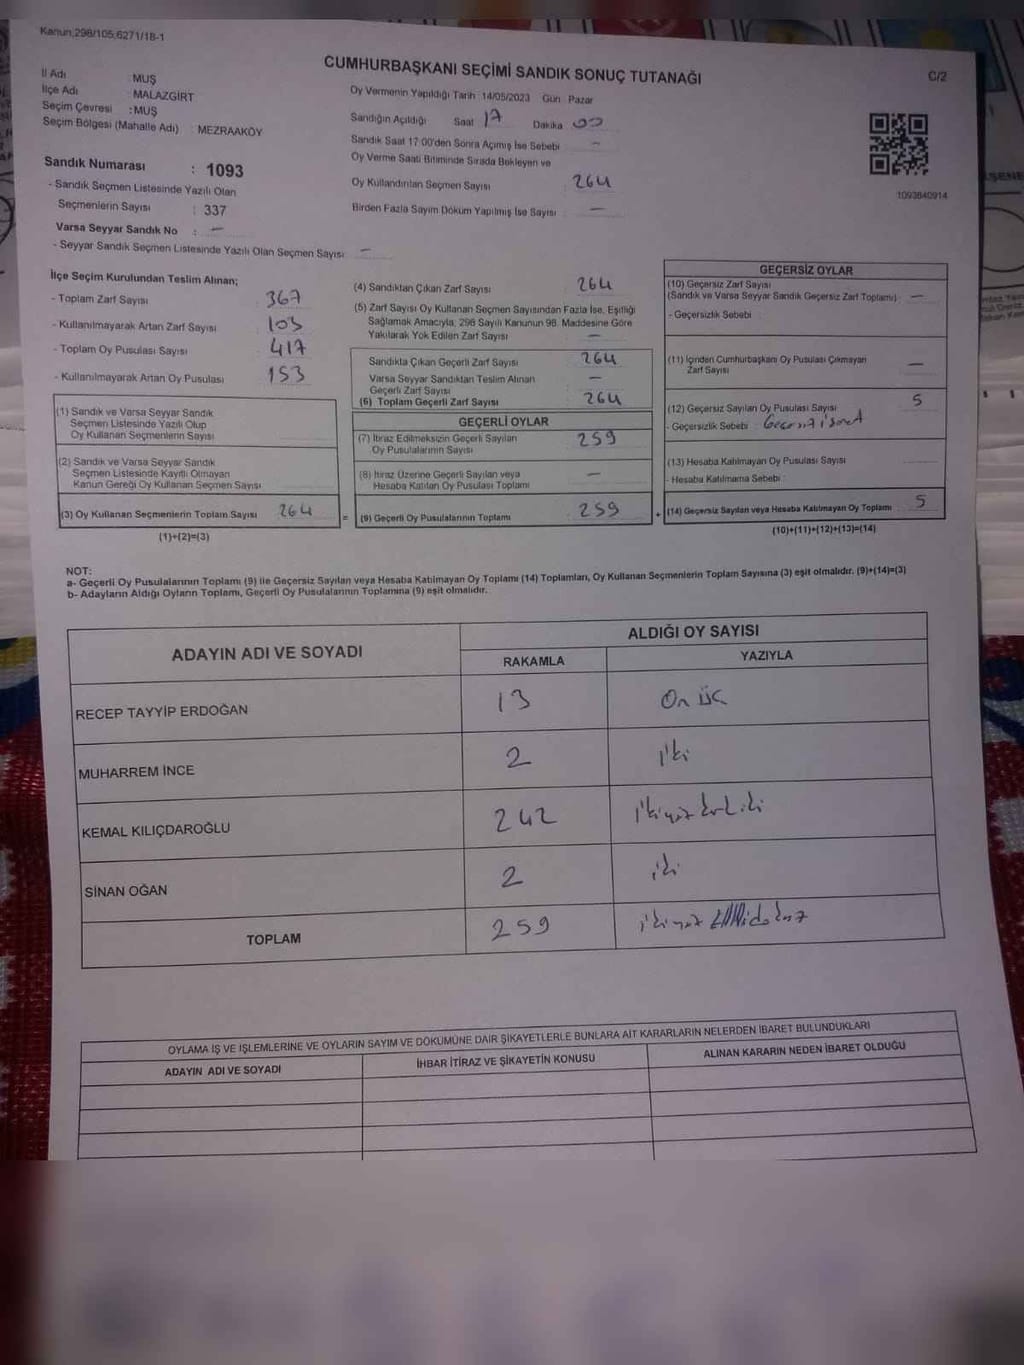 Kanun,298/105,6271/18-1
CUMHURBAŞKANI SEÇİMİ SANDIK SONUÇ TUTANAĞI
C/2
İl Adı : MUŞ
İlçe Adı : MALAZGİRT
Seçim Çevresi : MUŞ
Seçim Bölgesi (Mahalle Adı) : MEZRAAKÖY
Sandık Numarası : 1093
- Sandık Seçmen Listesinde Yazılı Olan
Seçmenlerin Sayısı : 337
Varsa Seyyar Sandık No : -
- Seyyar Sandık Seçmen Listesinde Yazılı Olan Seçmen Sayısı : -
Oy Vermenin Yapıldığı Tarih : 14/05/2023 Gün : Pazar
Sandığın Açıldığı Saat 17 Dakika 00
Sandık Saat 17:00'den Sonra Açımış İse Sebebi : -
Oy Verme Saati Bitiminde Sırada Bekleyen ve
Oy Kullandırılan Seçmen Sayısı : 264
Birden Fazla Sayım Döküm Yapılmış İse Sayısı : -
1093840914
İlçe Seçim Kurulundan Teslim Alınan;
- Toplam Zarf Sayısı : 367
- Kullanılmayarak Artan Zarf Sayısı : 103
- Toplam Oy Pusulası Sayısı : 417
- Kullanılmayarak Artan Oy Pusulası : 153
(1) Sandık ve Varsa Seyyar Sandık
Seçmen Listesinde Yazılı Olup
Oy Kullanan Seçmenlerin Sayısı
(2) Sandık ve Varsa Seyyar Sandık
Seçmen Listesinde Kayıtlı Olmayan
Kanun Gereği Oy Kullanan Seçmen Sayısı
(3) Oy Kullanan Seçmenlerin Toplam Sayısı : 264
(1)+(2)=(3)
(4) Sandıktan Çıkan Zarf Sayısı : 264
(5) Zarf Sayısı Oy Kullanan Seçmen Sayısından Fazla İse, Eşitliği
Sağlamak Amacıyla, 298 Sayılı Kanunun 98. Maddesine Göre
Yakılarak Yok Edilen Zarf Sayısı : -
Sandıkta Çıkan Geçerli Zarf Sayısı : 264
Varsa Seyyar Sandıktan Teslim Alınan
Geçerli Zarf Sayısı : -
(6) Toplam Geçerli Zarf Sayısı : 264
GEÇERLİ OYLAR
(7) İtiraz Edilmeksizin Geçerli Sayılan
Oy Pusulalarının Sayısı : 259
(8) İtiraz Üzerine Geçerli Sayılan veya
Hesaba Katılan Oy Pusulası Toplamı : -
= (9) Geçerli Oy Pusulalarının Toplamı : 259
GEÇERSİZ OYLAR
(10) Geçersiz Zarf Sayısı
(Sandık ve Varsa Seyyar Sandık Geçersiz Zarf Toplamı) : -
- Geçersizlik Sebebi :
(11) İçinden Cumhurbaşkanı Oy Pusulası Çıkmayan
Zarf Sayısı : -
(12) Geçersiz Sayılan Oy Pusulası Sayısı : 5
- Geçersizlik Sebebi :
(13) Hesaba Katılmayan Oy Pusulası Sayısı
- Hesaba Katılmama Sebebi :
+ (14) Geçersiz Sayılan veya Hesaba Katılmayan Oy Toplamı : 5
(10)+(11)+(12)+(13)=(14)
NOT:
a- Geçerli Oy Pusulalarının Toplamı (9) ile Geçersiz Sayılan veya Hesaba Katılmayan Oy Toplamı (14) Toplamları, Oy Kullanan Seçmenlerin Toplam Sayısına (3) eşit olmalıdır. (9)+(14)=(3)
b- Adayların Aldığı Oyların Toplamı, Geçerli Oy Pusulalarının Toplamına (9) eşit olmalıdır.
ADAYIN ADI VE SOYADI
ALDIĞI OY SAYISI
RAKAMLA YAZIYLA
RECEP TAYYİP ERDOĞAN 13 On üç
MUHARREM İNCE 2 iki
KEMAL KILIÇDAROĞLU 242 ikiyüzkırkiki
SİNAN OĞAN 2 iki
TOPLAM 259 ikiyüz Ellidokuz
OYLAMA İŞ VE İŞLEMLERİNE VE OYLARIN SAYIM VE DÖKÜMÜNE DAİR ŞİKAYETLERLE BUNLARA AİT KARARLARIN NELERDEN İBARET BULUNDUKLARI
ADAYIN ADI VE SOYADI İHBAR İTİRAZ VE ŞİKAYETİN KONUSU ALINAN KARARIN NEDEN İBARET OLDUĞU